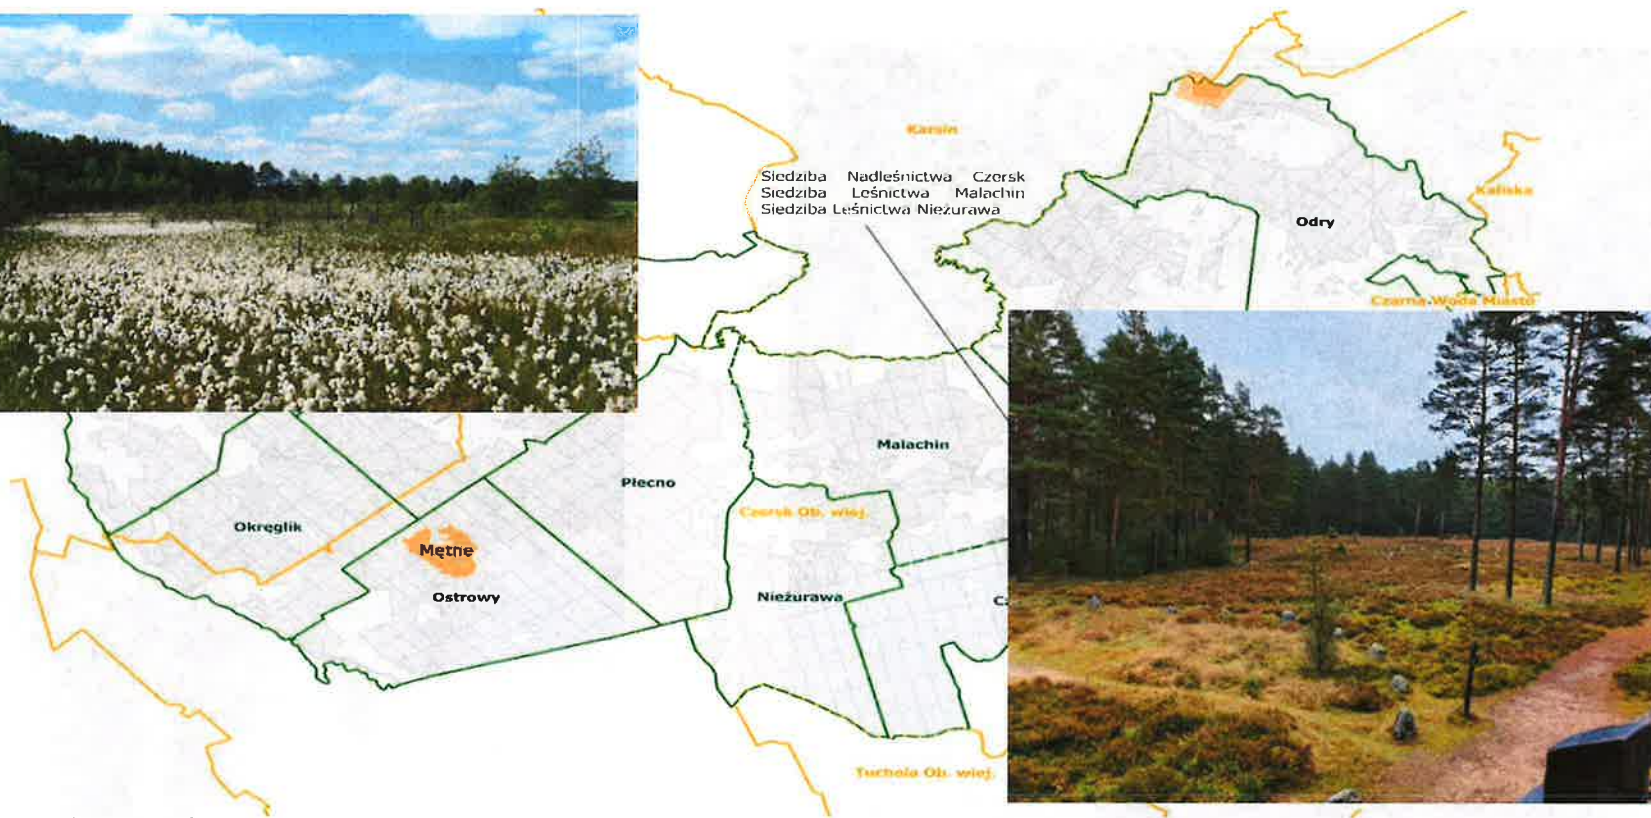 Karsin
Siedziba Nadleśnictwa Czersk
Siedziba Leśnictwa Malachin
Siedziba Leśnictwa Nieżurawa
Kaliska
Odry
Czarna Woda Miasto
Malachin
Płecno
Czersk Ob. wiej.
Okręglik
Mętne
Ostrowy
Nieżurawa
Tuchola Ob. wiej.